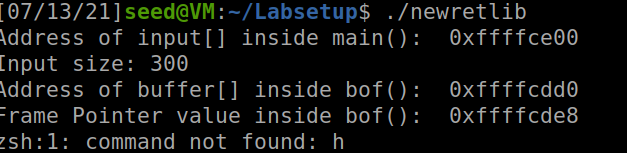 [07/13/21]seed@VM:~/Labsetup$ ./newretlib
Address of input[] inside main():  0xffffce00
Input size: 300
Address of buffer[] inside bof():  0xffffcdd0
Frame Pointer value inside bof():  0xffffcde8
zsh:1: command not found: h